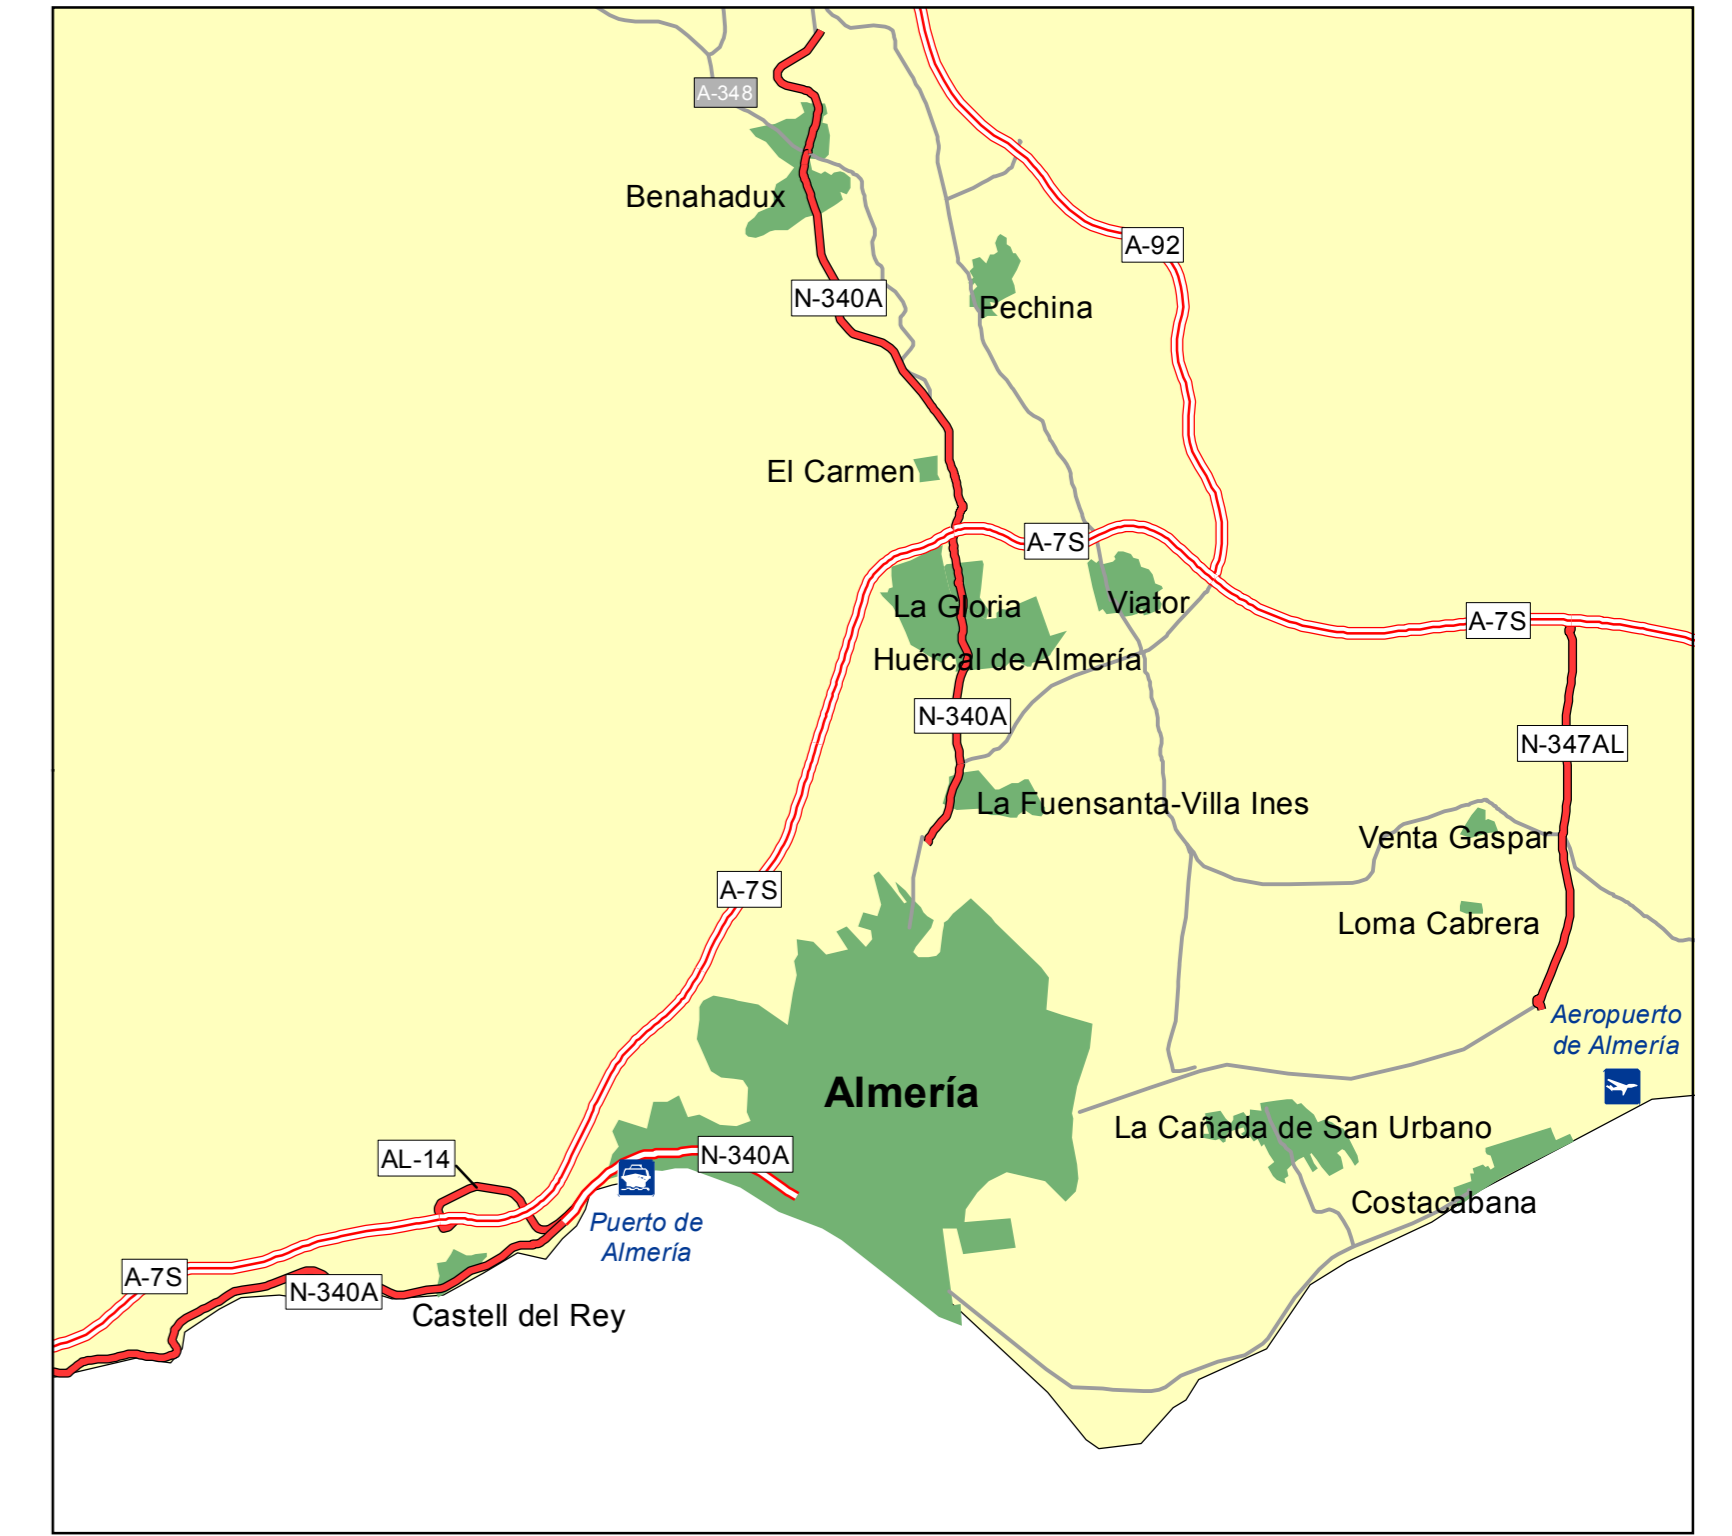 A-348
Benahadux
A-92
N-340A
Pechina
El Carmen
A-7S
La Gloria
Viator
A-7S
Huércal de Almería
N-340A
N-347AL
La Fuensanta-Villa Ines
Venta Gaspar
A-7S
Loma Cabrera
Aeropuerto
de Almería
Almería
La Cañada de San Urbano
N-340A
AL-14
Costacabana
Puerto de
Almería
A-7S
N-340A
Castell del Rey